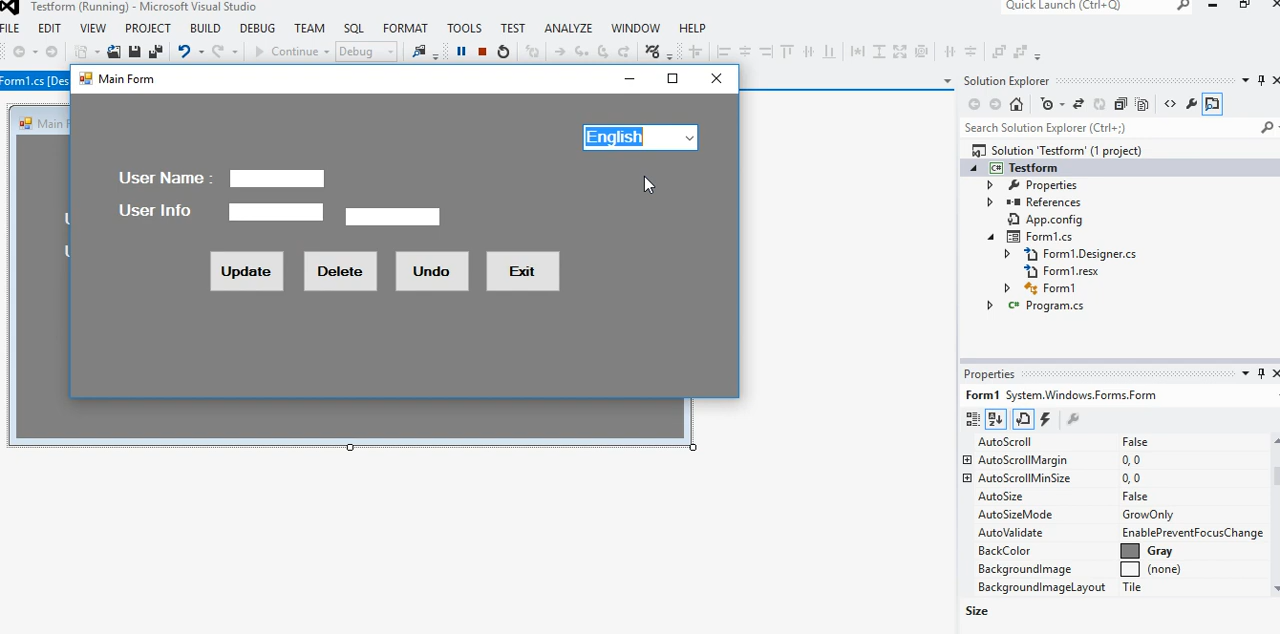 Testform (Running) - Microsoft Visual Studio
Quick Launch (Ctrl+Q)
FILE EDIT VIEW PROJECT BUILD DEBUG TEAM SQL FORMAT TOOLS TEST ANALYZE WINDOW HELP
Continue Debug
Form1.cs [Des
Main Form
Main F
English
User Name :
User Info
U
U
Update Delete Undo Exit
Solution Explorer
Search Solution Explorer (Ctrl+;)
Solution 'Testform' (1 project)
C# Testform
Properties
References
App.config
Form1.cs
Form1.Designer.cs
Form1.resx
Form1
C# Program.cs
Properties
Form1 System.Windows.Forms.Form
AutoScroll False
AutoScrollMargin 0, 0
AutoScrollMinSize 0, 0
AutoSize False
AutoSizeMode GrowOnly
AutoValidate EnablePreventFocusChange
BackColor Gray
BackgroundImage (none)
BackgroundImageLayout Tile
Size